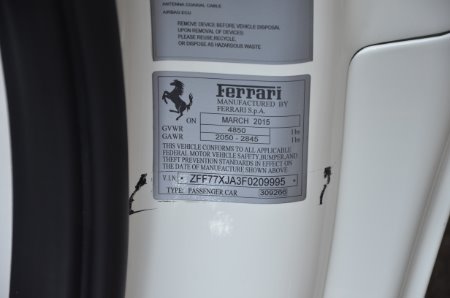 ANTENNA COAXIAL CABLE
AIRBAG ECU
REMOVE DEVICE BEFORE VEHICLE DISPOSAL
UPON REMOVAL OF DEVICES:
REUSE/RECYCLE,
OR DISPOSE AS HAZARDOUS WASTE
Ferrari
MANUFACTURED BY
FERRARI S.p.A.
ON MARCH 2015
GVWR 4850 lbs
GAWR 2050 - 2845 lbs
THIS VEHICLE CONFORMS TO ALL APPLICABLE
FEDERAL MOTOR VEHICLE SAFETY, BUMPER, AND
THEFT PREVENTION STANDARDS IN EFFECT ON
THE DATE OF MANUFACTURE SHOWN ABOVE
V.I.N. * ZFF77XJA3F0209995 *
TYPE: PASSENGER CAR 309266